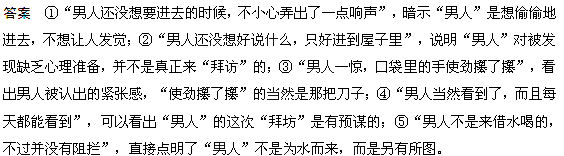 答案　①“男人还没想要进去的时候，不小心弄出了一点响声”，暗示“男人”是想偷偷地
进去，不想让人发觉；②“男人还没想好说什么，只好进到屋子里”，说明“男人”对被发
现缺乏心理准备，并不是真正来“拜访”的；③“男人一惊，口袋里的手使劲攥了攥”，看
出男人被认出的紧张感，“使劲攥了攥”的当然是那把刀子；④“男人当然看到了，而且每
天都能看到”，可以看出“男人”的这次“拜坊”是有预谋的；⑤“男人不是来借水喝的，
不过并没有阻拦”，直接点明了“男人”不是为水而来，而是另有所图。